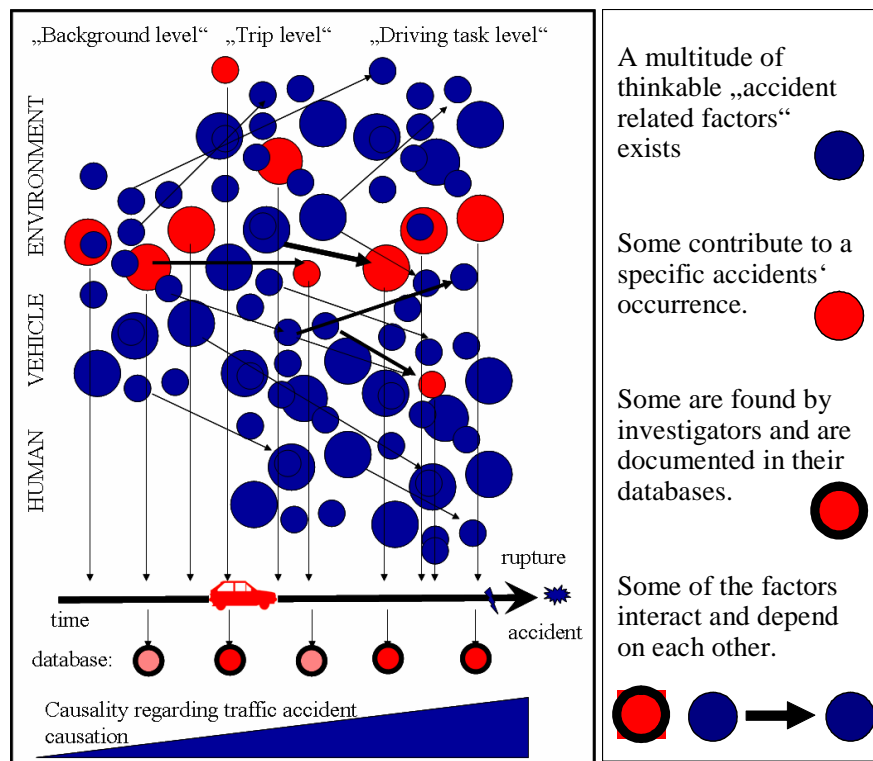 „Background level“ „Trip level“ „Driving task level“
ENVIRONMENT
VEHICLE
HUMAN
rupture
time
accident
database:
Causality regarding traffic accident
causation
A multitude of
thinkable „accident
related factors“
exists
Some contribute to a
specific accidents‘
occurrence.
Some are found by
investigators and are
documented in their
databases.
Some of the factors
interact and depend
on each other.